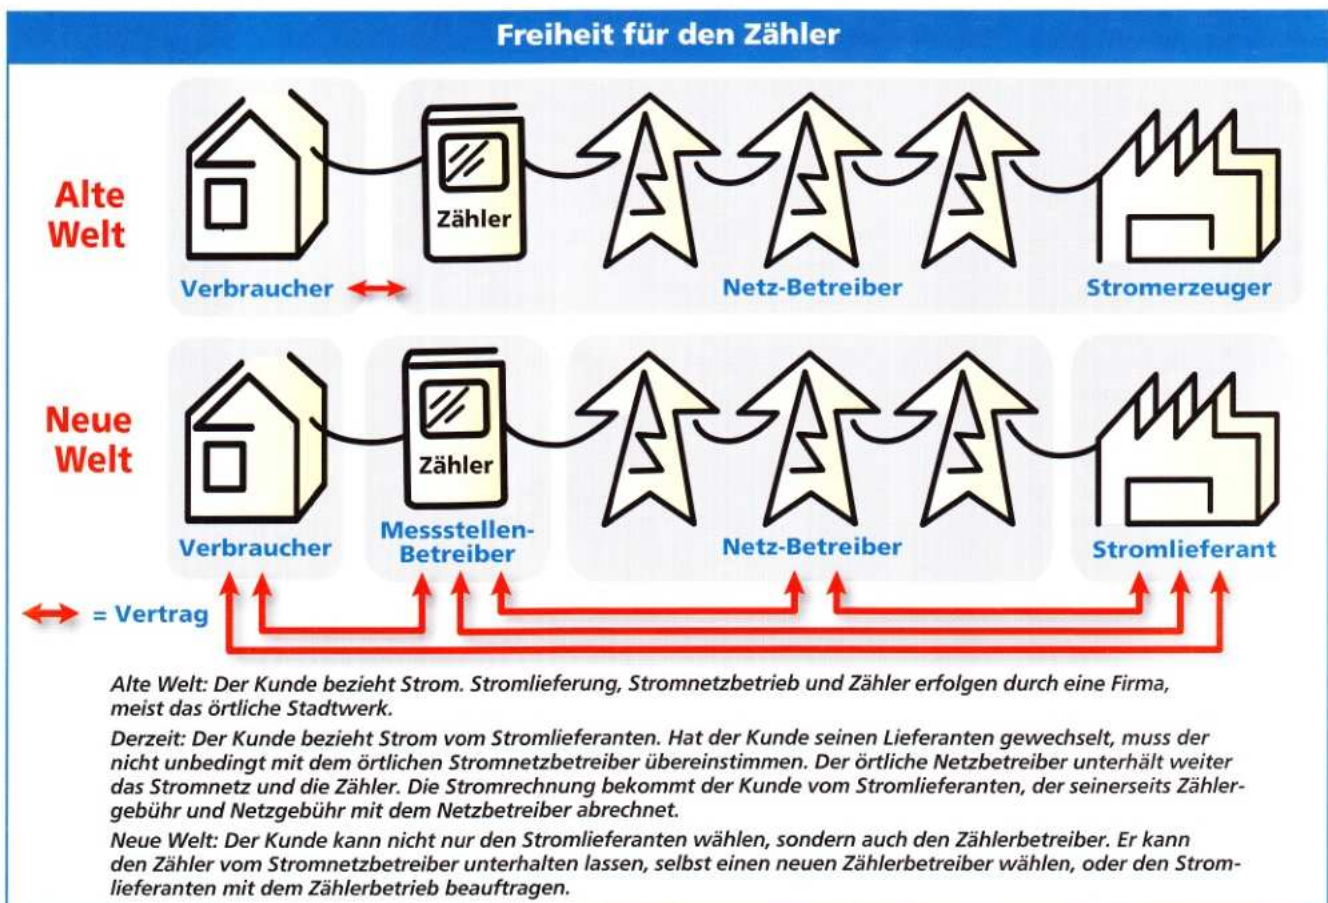 Freiheit für den Zähler
Alte
Welt
Zähler
Verbraucher
Netz-Betreiber
Stromerzeuger
Neue
Welt
Zähler
Verbraucher
Messstellen-
Betreiber
Netz-Betreiber
Stromlieferant
= Vertrag
Alte Welt: Der Kunde bezieht Strom. Stromlieferung, Stromnetzbetrieb und Zähler erfolgen durch eine Firma,
meist das örtliche Stadtwerk.
Derzeit: Der Kunde bezieht Strom vom Stromlieferanten. Hat der Kunde seinen Lieferanten gewechselt, muss der
nicht unbedingt mit dem örtlichen Stromnetzbetreiber übereinstimmen. Der örtliche Netzbetreiber unterhält weiter
das Stromnetz und die Zähler. Die Stromrechnung bekommt der Kunde vom Stromlieferanten, der seinerseits Zähler-
gebühr und Netzgebühr mit dem Netzbetreiber abrechnet.
Neue Welt: Der Kunde kann nicht nur den Stromlieferanten wählen, sondern auch den Zählerbetreiber. Er kann
den Zähler vom Stromnetzbetreiber unterhalten lassen, selbst einen neuen Zählerbetreiber wählen, oder den Strom-
lieferanten mit dem Zählerbetrieb beauftragen.